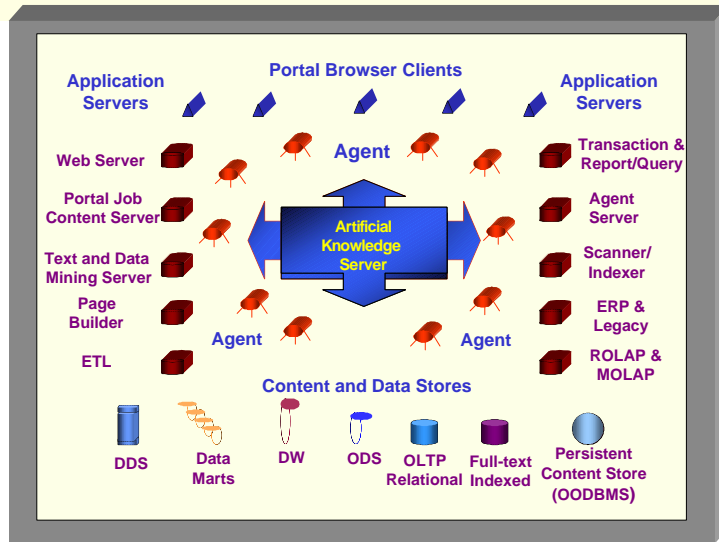 Portal Browser Clients
Application
Servers
Application
Servers
Agent
Web Server
Transaction &
Report/Query
Portal Job
Content Server
Agent
Server
Artificial
Knowledge
Server
Text and Data
Mining Server
Scanner/
Indexer
Page
Builder
ERP &
Legacy
Agent
Agent
ETL
ROLAP &
MOLAP
Content and Data Stores
DDS
Data
Marts
DW
ODS
OLTP
Relational
Full-text
Indexed
Persistent
Content Store
(OODBMS)